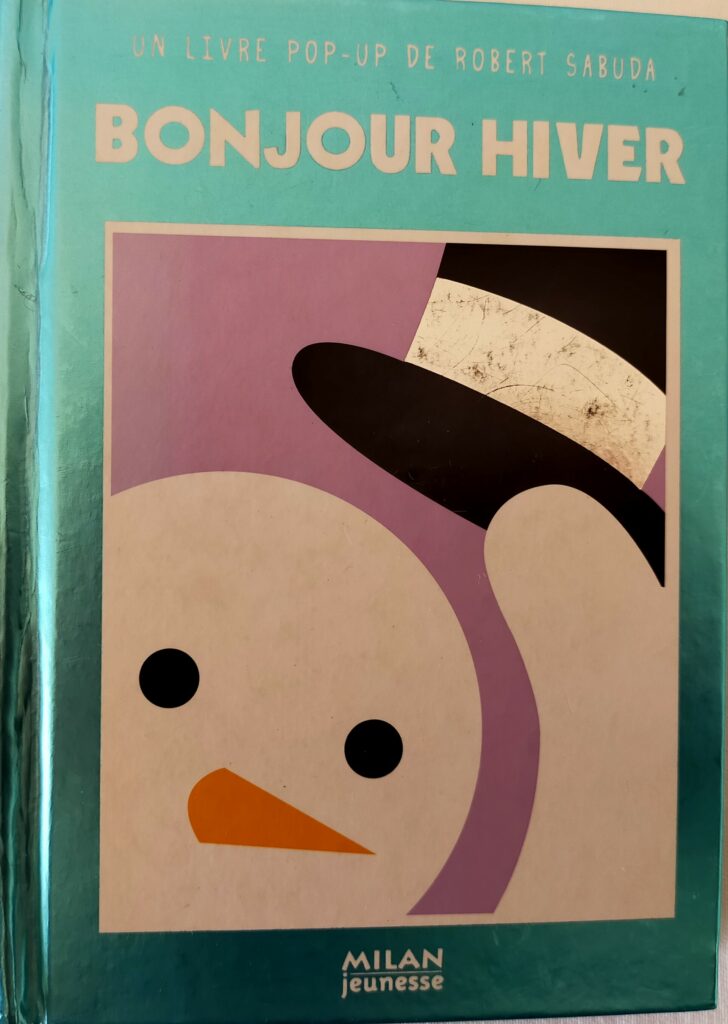 UN LIVRE POP-UP DE ROBERT SABUDA
BONJOUR HIVER
MILAN
jeunesse